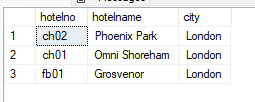 hotelno hotelname city
1 ch02 Phoenix Park London
2 ch01 Omni Shoreham London
3 fb01 Grosvenor London